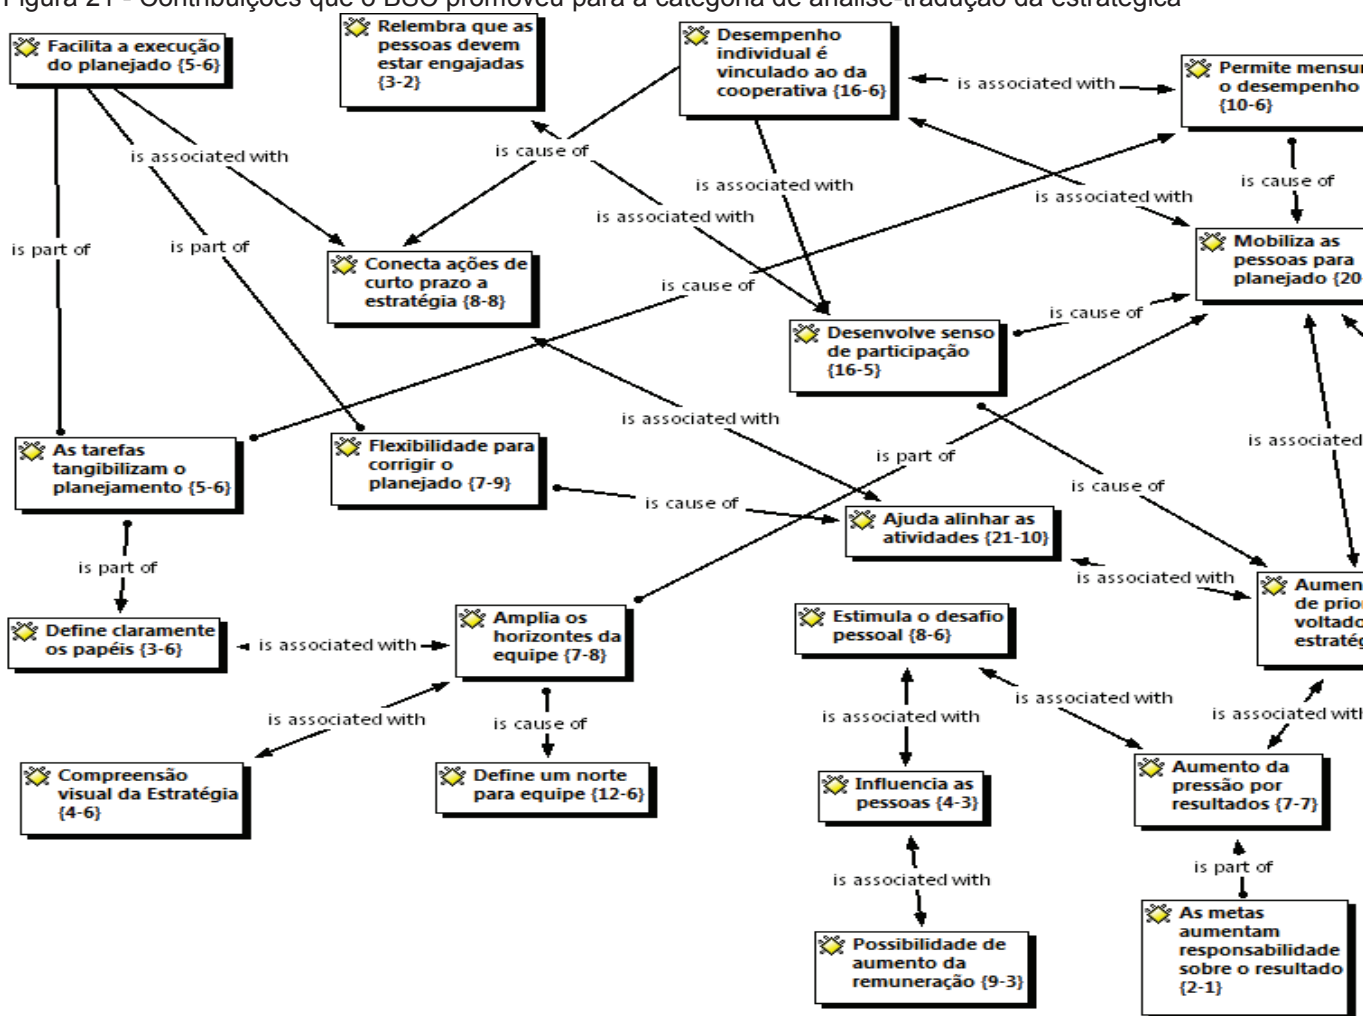 Figura 21 - Contribuições que o BSC promoveu para a categoria de análise-tradução da estratégica
Facilita a execução
do planejado {5-6}
Relembra que as
pessoas devem
estar engajadas
{3-2}
Desempenho
individual é
vinculado ao da
cooperativa {16-6}
is associated with
Permite mensu
o desempenho
{10-6}
is associated with
is cause of
is associated with
is associated with
is cause of
is associated with
is part of
is part of
Conecta ações de
curto prazo a
estratégia {8-8}
is cause of
Mobiliza as
pessoas para
planejado {20-
Desenvolve senso
de participação
{16-5}
is cause of
is associated with
is associated
As tarefas
tangibilizam o
planejamento {5-6}
Flexibilidade para
corrigir o
planejado {7-9}
is part of
is cause of
is cause of
Ajuda alinhar as
atividades {21-10}
is part of
is associated with
Define claramente
os papéis {3-6}
is associated with
Amplia os
horizontes da
equipe {7-8}
Estimula o desafio
pessoal {8-6}
Aumen
de prior
voltado
estratég
is associated with
is cause of
is associated with
is associated with
is associated with
Compreensão
visual da Estratégia
{4-6}
Define um norte
para equipe {12-6}
Influencia as
pessoas {4-3}
Aumento da
pressão por
resultados {7-7}
is associated with
is part of
Possibilidade de
aumento da
remuneração {9-3}
As metas
aumentam
responsabilidade
sobre o resultado
{2-1}